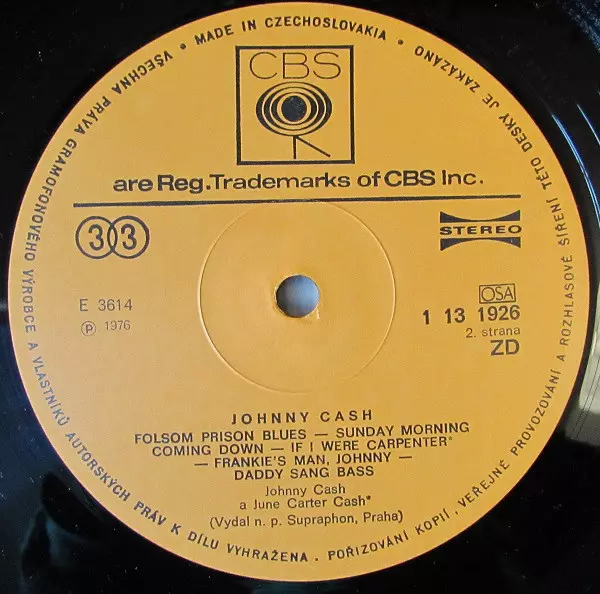 VŠECHNA PRÁVA GRAMOFONOVÉHO VÝROBCE A VLASTNÍKŮ AUTORSKÝCH PRÁV K DÍLU VYHRAŽENA. POŘIZOVÁNÍ KOPIÍ, VEŘEJNÉ PROVOZOVÁNÍ A ROZHLASOVÉ ŠÍŘENÍ TÉTO DESKY JE ZAKÁZÁNO
• MADE IN CZECHOSLOVAKIA •
CBS
are Reg.Trademarks of CBS Inc.
33
STEREO
E 3614
℗ 1976
OSA
1 13 1926
2. strana
ZD
JOHNNY CASH
FOLSOM PRISON BLUES — SUNDAY MORNING
COMING DOWN — IF I WERE CARPENTER*
— FRANKIE'S MAN, JOHNNY —
DADDY SANG BASS
Johnny Cash
a June Carter Cash*
(Vydal n. p. Supraphon, Praha)